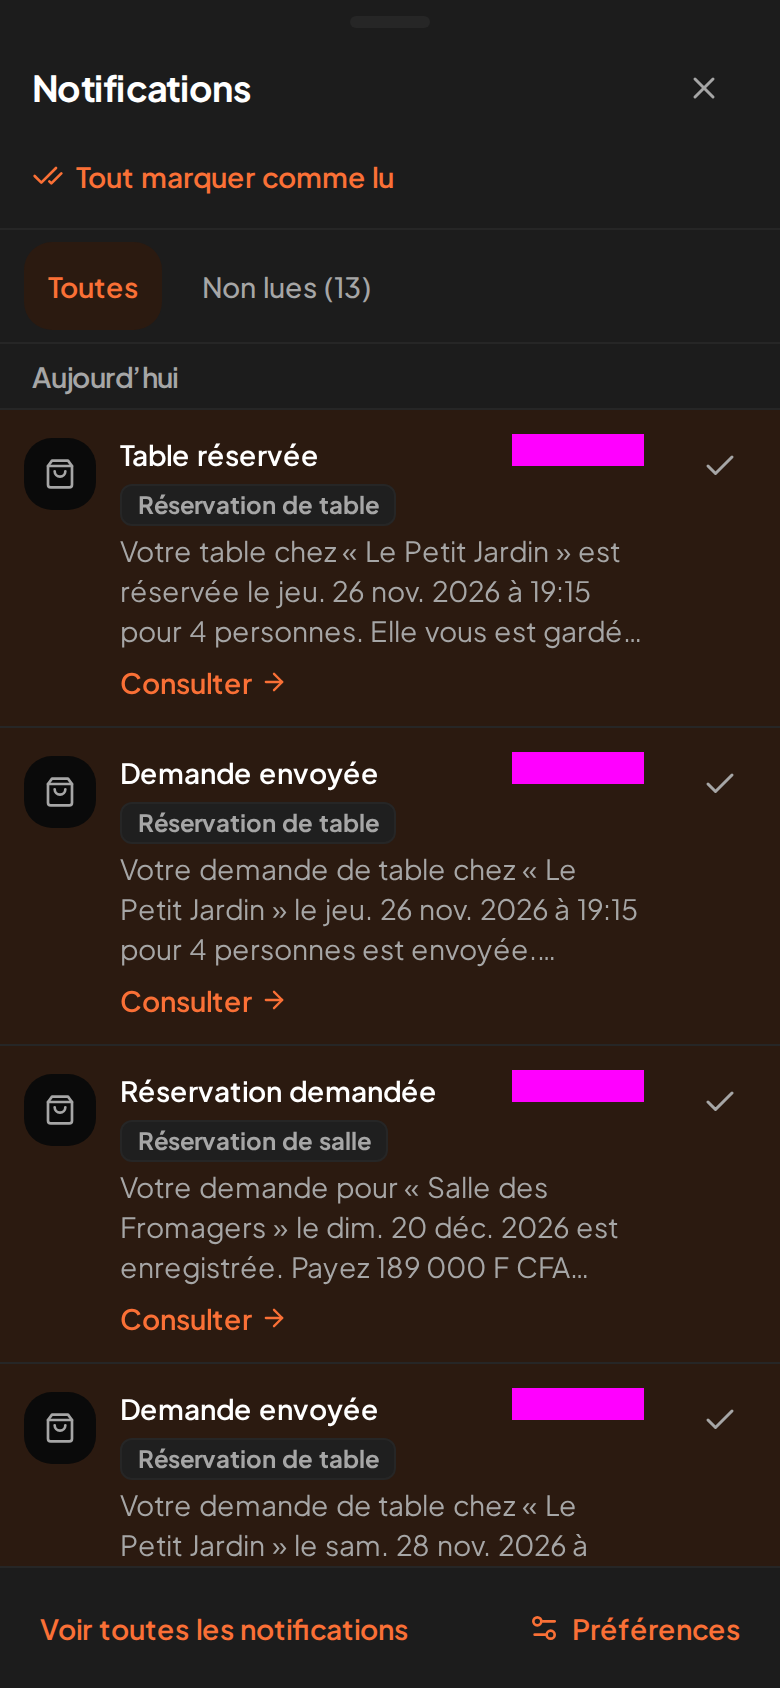 Notifications
Tout marquer comme lu
Toutes
Non lues (13)
Aujourd’hui
Table réservée
Réservation de table
Votre table chez « Le Petit Jardin » est
réservée le jeu. 26 nov. 2026 à 19:15
pour 4 personnes. Elle vous est gardé…
Consulter
Demande envoyée
Réservation de table
Votre demande de table chez « Le
Petit Jardin » le jeu. 26 nov. 2026 à 19:15
pour 4 personnes est envoyée.…
Consulter
Réservation demandée
Réservation de salle
Votre demande pour « Salle des
Fromagers » le dim. 20 déc. 2026 est
enregistrée. Payez 189 000 F CFA…
Consulter
Demande envoyée
Réservation de table
Votre demande de table chez « Le
Petit Jardin » le sam. 28 nov. 2026 à
Voir toutes les notifications
Préférences